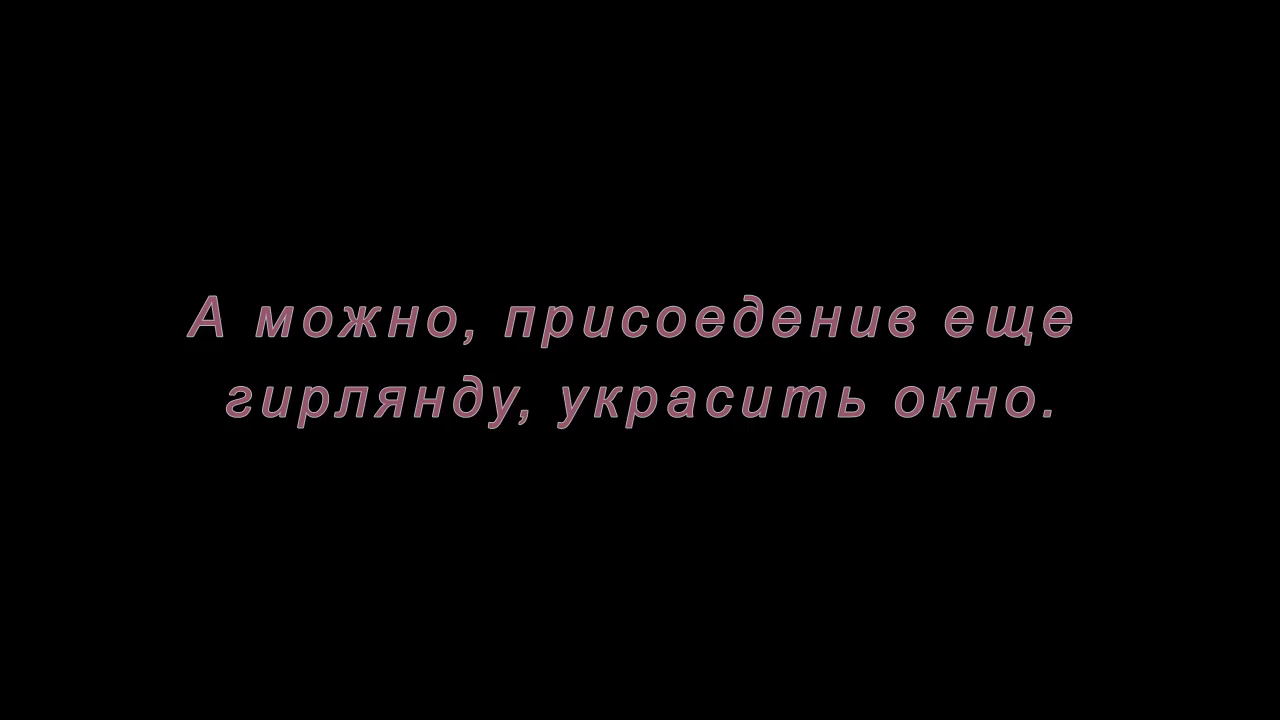 А можно, присоеденив еще
гирлянду, украсить окно.